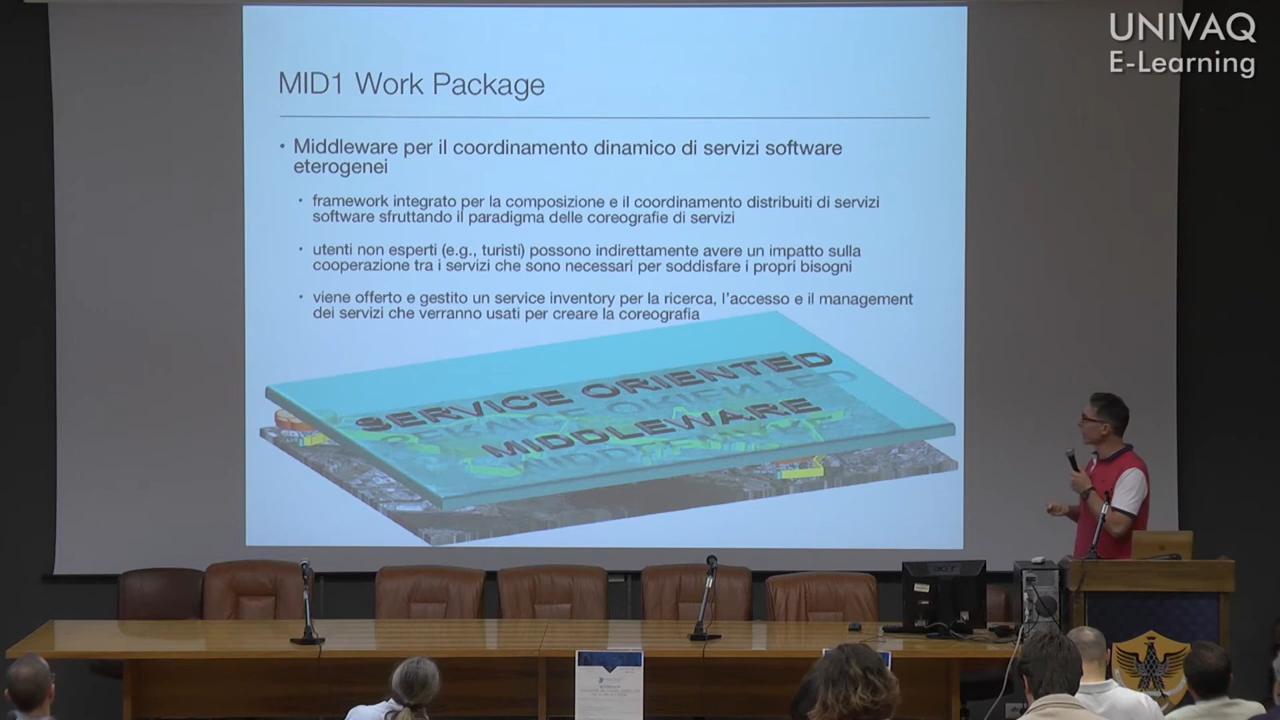 UNIVAQ
E-Learning
MID1 Work Package
• Middleware per il coordinamento dinamico di servizi software
eterogenei
• framework integrato per la composizione e il coordinamento distribuiti di servizi
software sfruttando il paradigma delle coreografie di servizi
• utenti non esperti (e.g., turisti) possono indirettamente avere un impatto sulla
cooperazione tra i servizi che sono necessari per soddisfare i propri bisogni
• viene offerto e gestito un service inventory per la ricerca, l'accesso e il management
dei servizi che verranno usati per creare la coreografia
SERVICE ORIENTED
MIDDLEWARE
acer